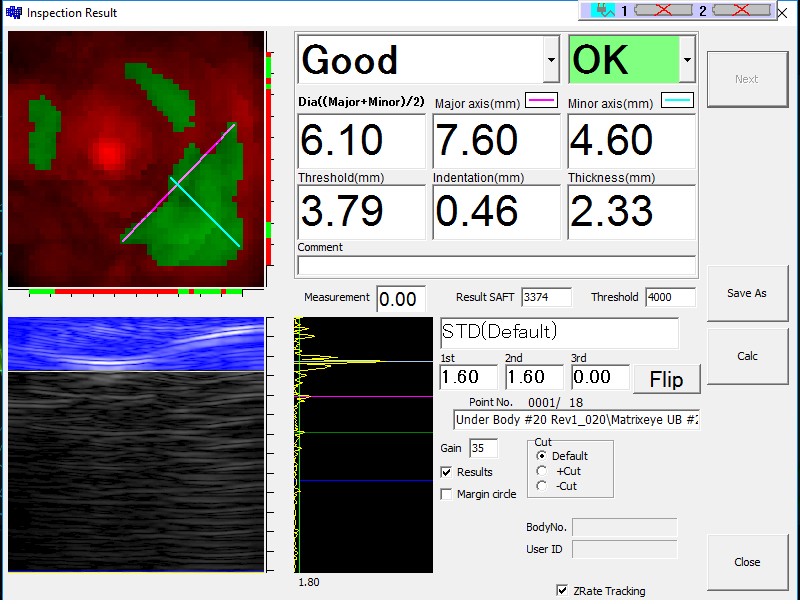 Inspection Result
1
2
Good
OK
Next
Dia((Major+Minor)/2)
Major axis(mm)
Minor axis(mm)
6.10
7.60
4.60
Threshold(mm)
Indentation(mm)
Thickness(mm)
3.79
0.46
2.33
Comment
Measurement 0.00
Result SAFT 3374
Threshold 4000
Save As
STD(Default)
1st
2nd
3rd
1.60
1.60
0.00
Flip
Calc
Point No. 0001/ 18
Under Body #20 Rev1_020\Matrixeye UB #2
Gain 35
Cut
Default
+Cut
-Cut
Results
Margin circle
BodyNo.
User ID
Close
1.80
ZRate Tracking